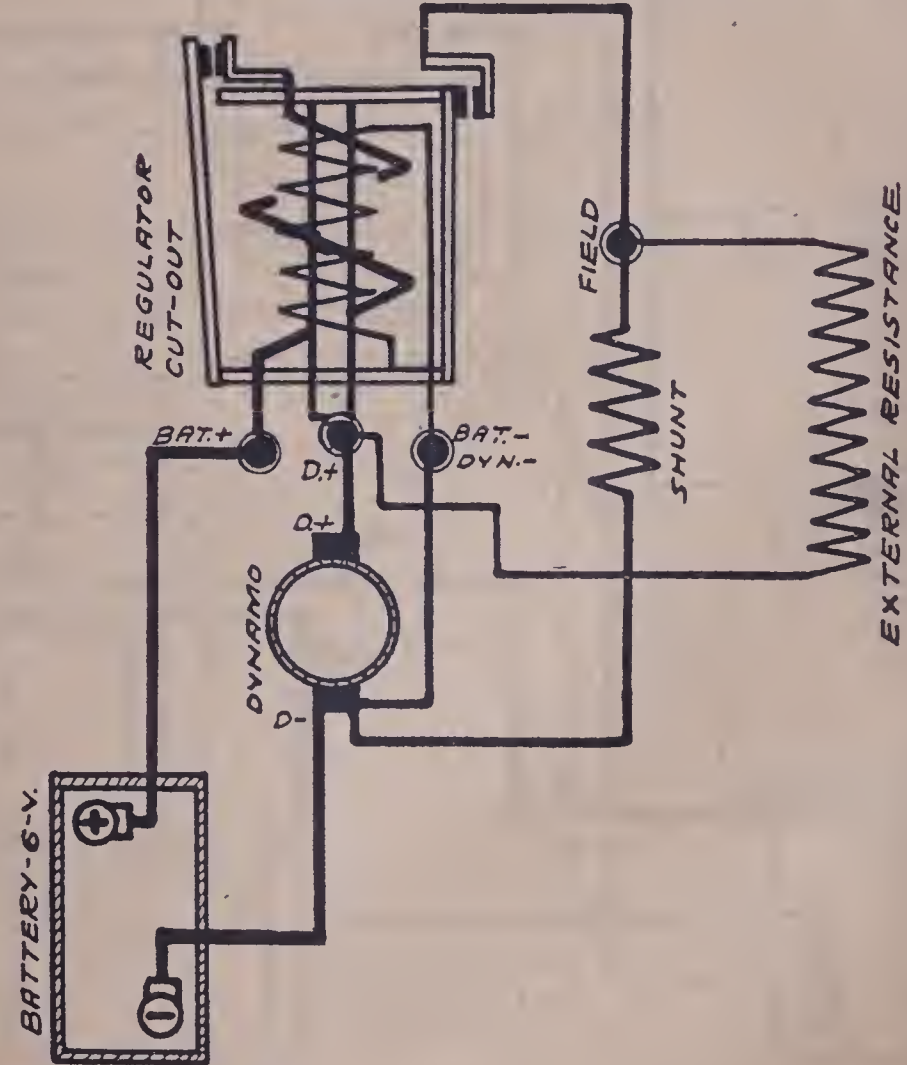 REGULATOR
CUT-OUT
BAT.+
D.+
BAT.-
DYN.-
D.+
DYNAMO
D-
BATTERY-6-V.
FIELD
SHUNT
EXTERNAL RESISTANCE